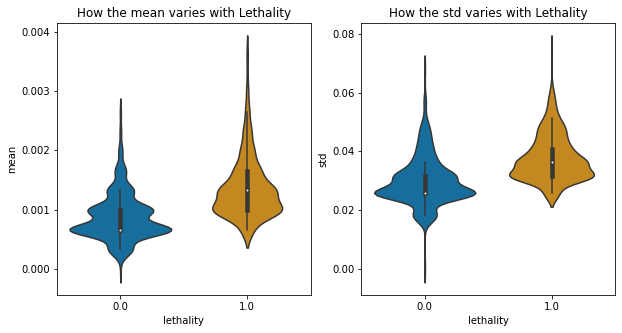 How the mean varies with Lethality
0.004
0.003
0.002
0.001
0.000
mean
0.0
1.0
lethality
How the std varies with Lethality
0.08
0.06
0.04
0.02
0.00
std
0.0
1.0
lethality